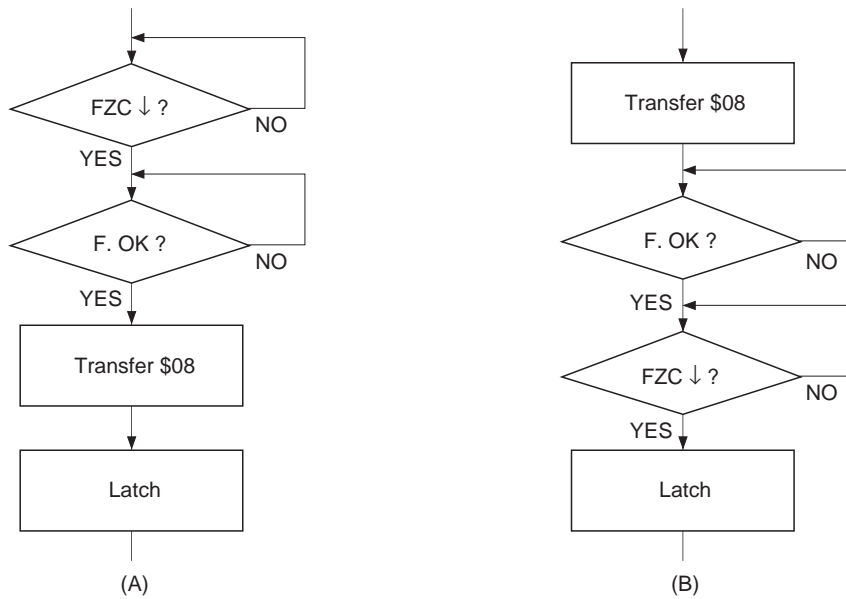 FZC ↓ ?
NO
YES
F. OK ?
NO
YES
Transfer $08
Latch
(A)
Transfer $08
F. OK ?
NO
YES
FZC ↓ ?
NO
YES
Latch
(B)